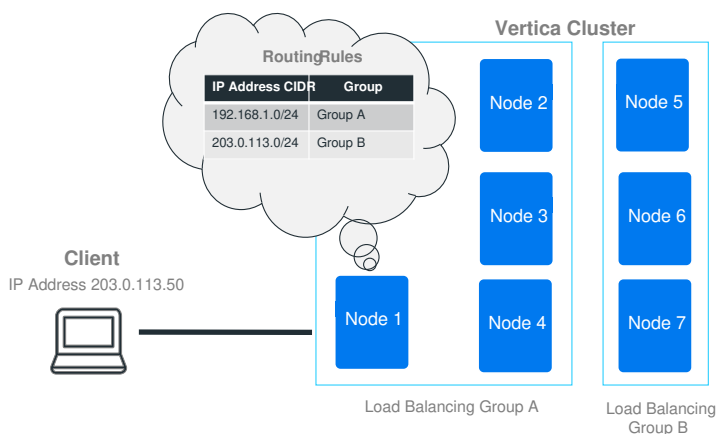 Vertica Cluster
RoutingRules
IP Address CIDR Group
192.168.1.0/24 Group A
203.0.113.0/24 Group B
Node 2
Node 5
Node 3
Node 6
Client
IP Address 203.0.113.50
Node 1
Node 4
Node 7
Load Balancing Group A
Load Balancing
Group B